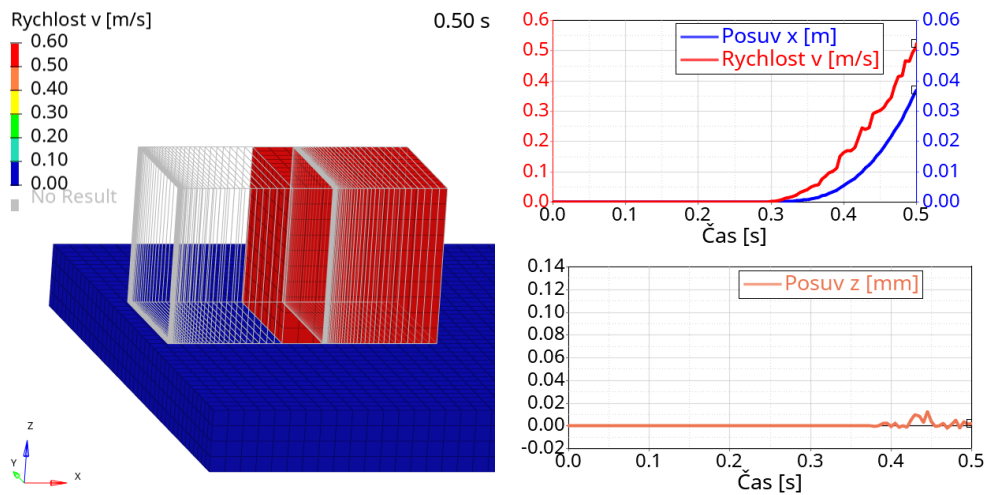 Rychlost v [m/s]
0.60
0.50
0.40
0.30
0.20
0.10
0.00
No Result
0.50 s
Z
Y
X
0.6
0.5
0.4
0.3
0.2
0.1
0.0
Posuv x [m]
Rychlost v [m/s]
0.06
0.05
0.04
0.03
0.02
0.01
0.00
0.0 0.1 0.2 0.3 0.4 0.5
Čas [s]
0.14
0.12
0.10
0.08
0.06
0.04
0.02
0.00
-0.02
Posuv z [mm]
0.0 0.1 0.2 0.3 0.4 0.5
Čas [s]